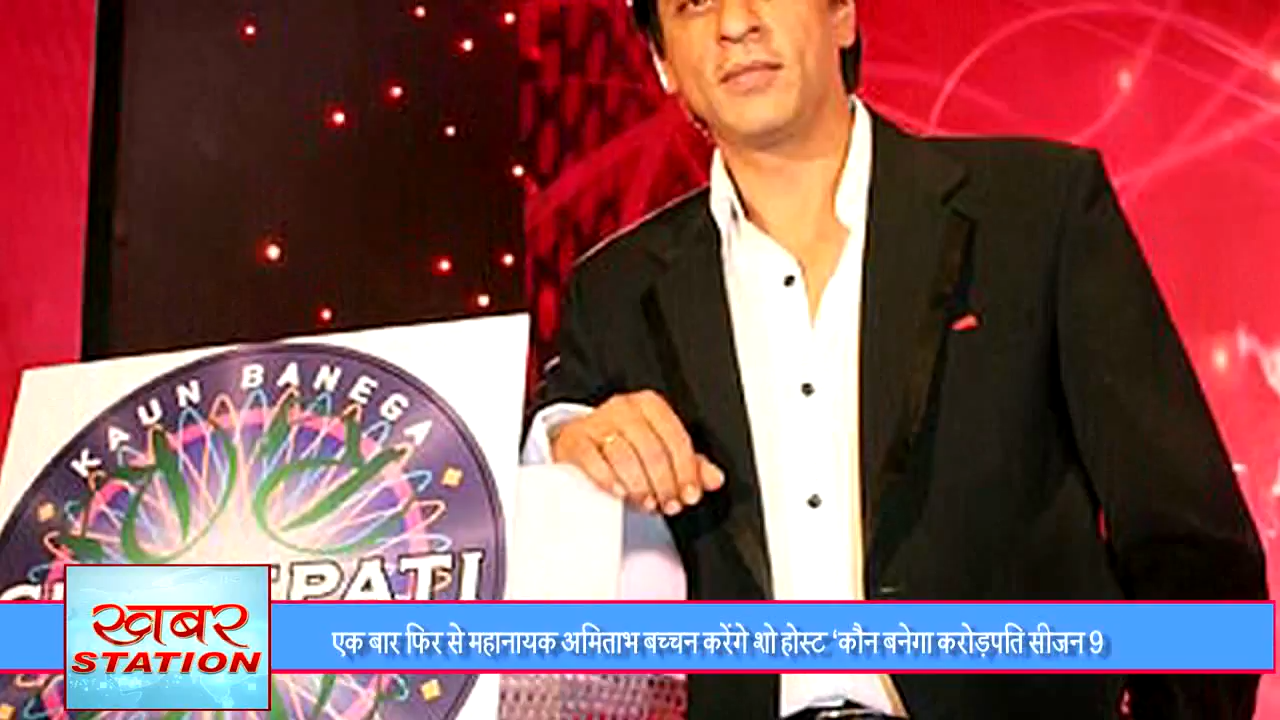 KAUN BANEGA
एक बार फिर से महानायक अमिताभ बच्चन करेंगे शो होस्ट ‘कौन बनेगा करोड़पति सीजन 9
खबर
STATION